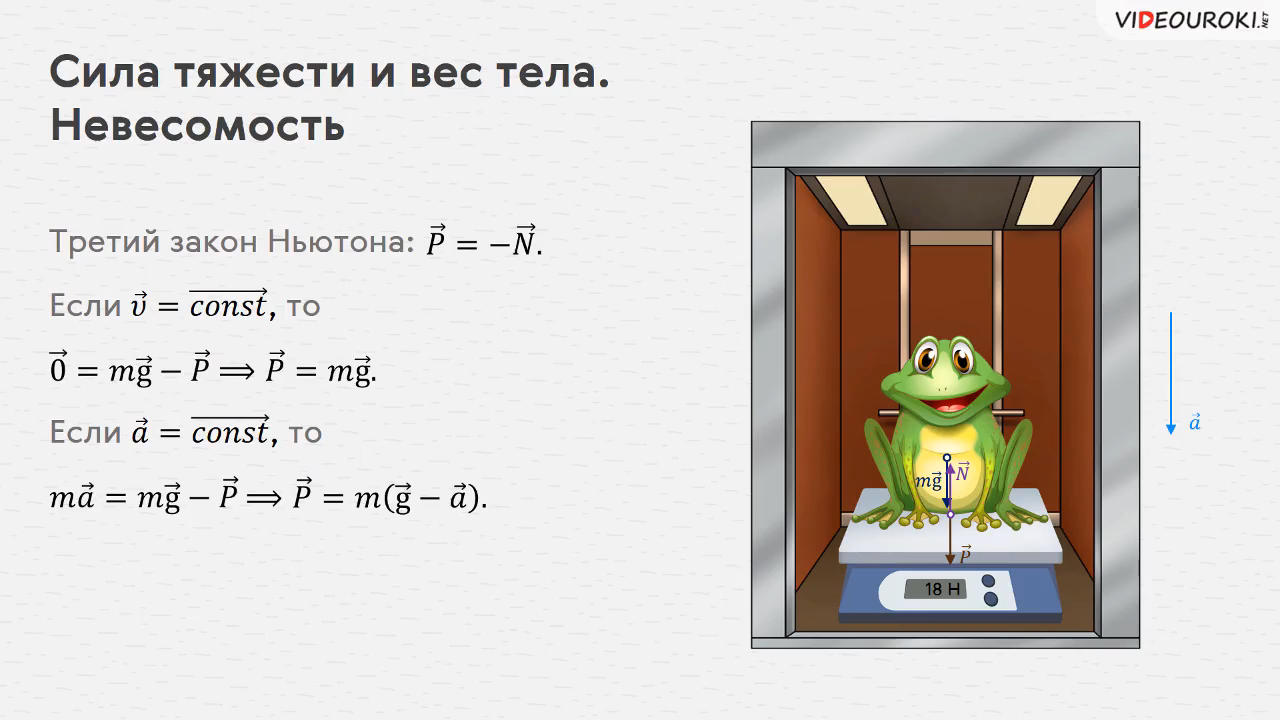 VIDEOUROKI.NET
Сила тяжести и вес тела.
Невесомость
Третий закон Ньютона: P⃗ = −N⃗.
Если v⃗ = const⃗, то
0⃗ = mg⃗ − P⃗ ⟹ P⃗ = mg⃗.
Если a⃗ = const⃗, то
ma⃗ = mg⃗ − P⃗ ⟹ P⃗ = m(g⃗ − a⃗).
a⃗
N⃗
mg⃗
P⃗
18 Н